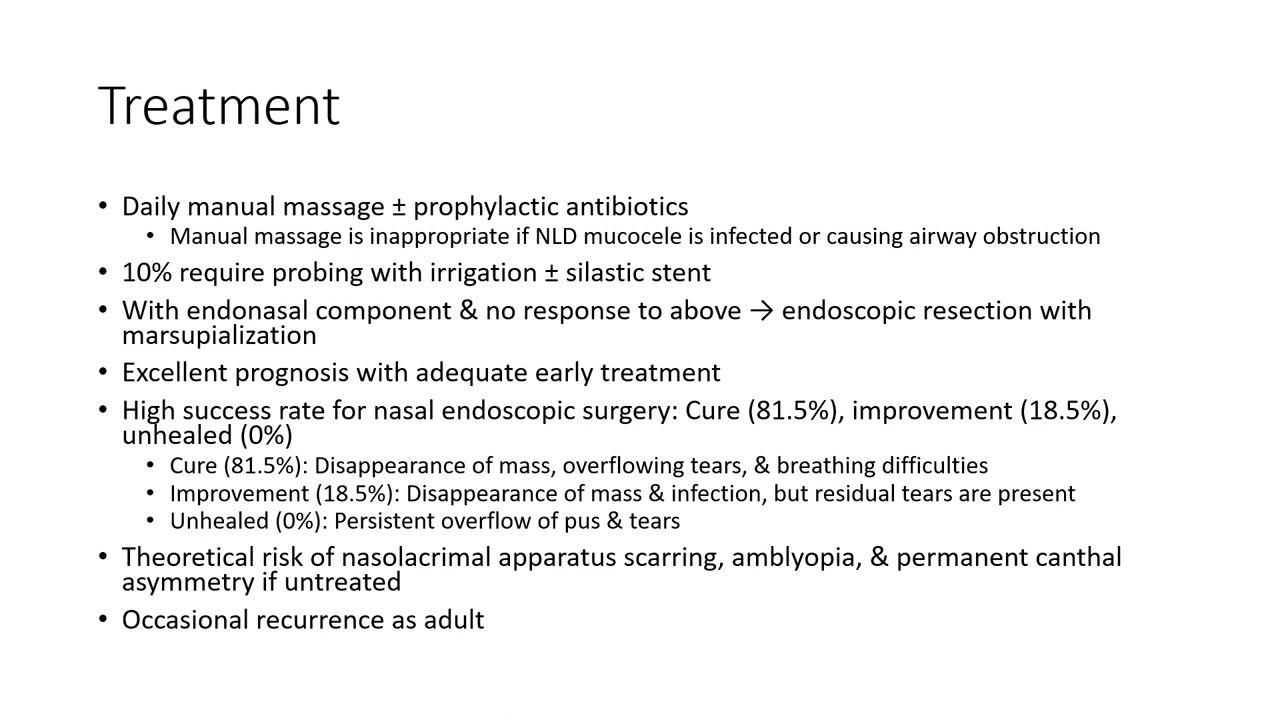 Treatment
• Daily manual massage ± prophylactic antibiotics
• Manual massage is inappropriate if NLD mucocele is infected or causing airway obstruction
• 10% require probing with irrigation ± silastic stent
• With endonasal component & no response to above → endoscopic resection with
marsupialization
• Excellent prognosis with adequate early treatment
• High success rate for nasal endoscopic surgery: Cure (81.5%), improvement (18.5%),
unhealed (0%)
• Cure (81.5%): Disappearance of mass, overflowing tears, & breathing difficulties
• Improvement (18.5%): Disappearance of mass & infection, but residual tears are present
• Unhealed (0%): Persistent overflow of pus & tears
• Theoretical risk of nasolacrimal apparatus scarring, amblyopia, & permanent canthal
asymmetry if untreated
• Occasional recurrence as adult